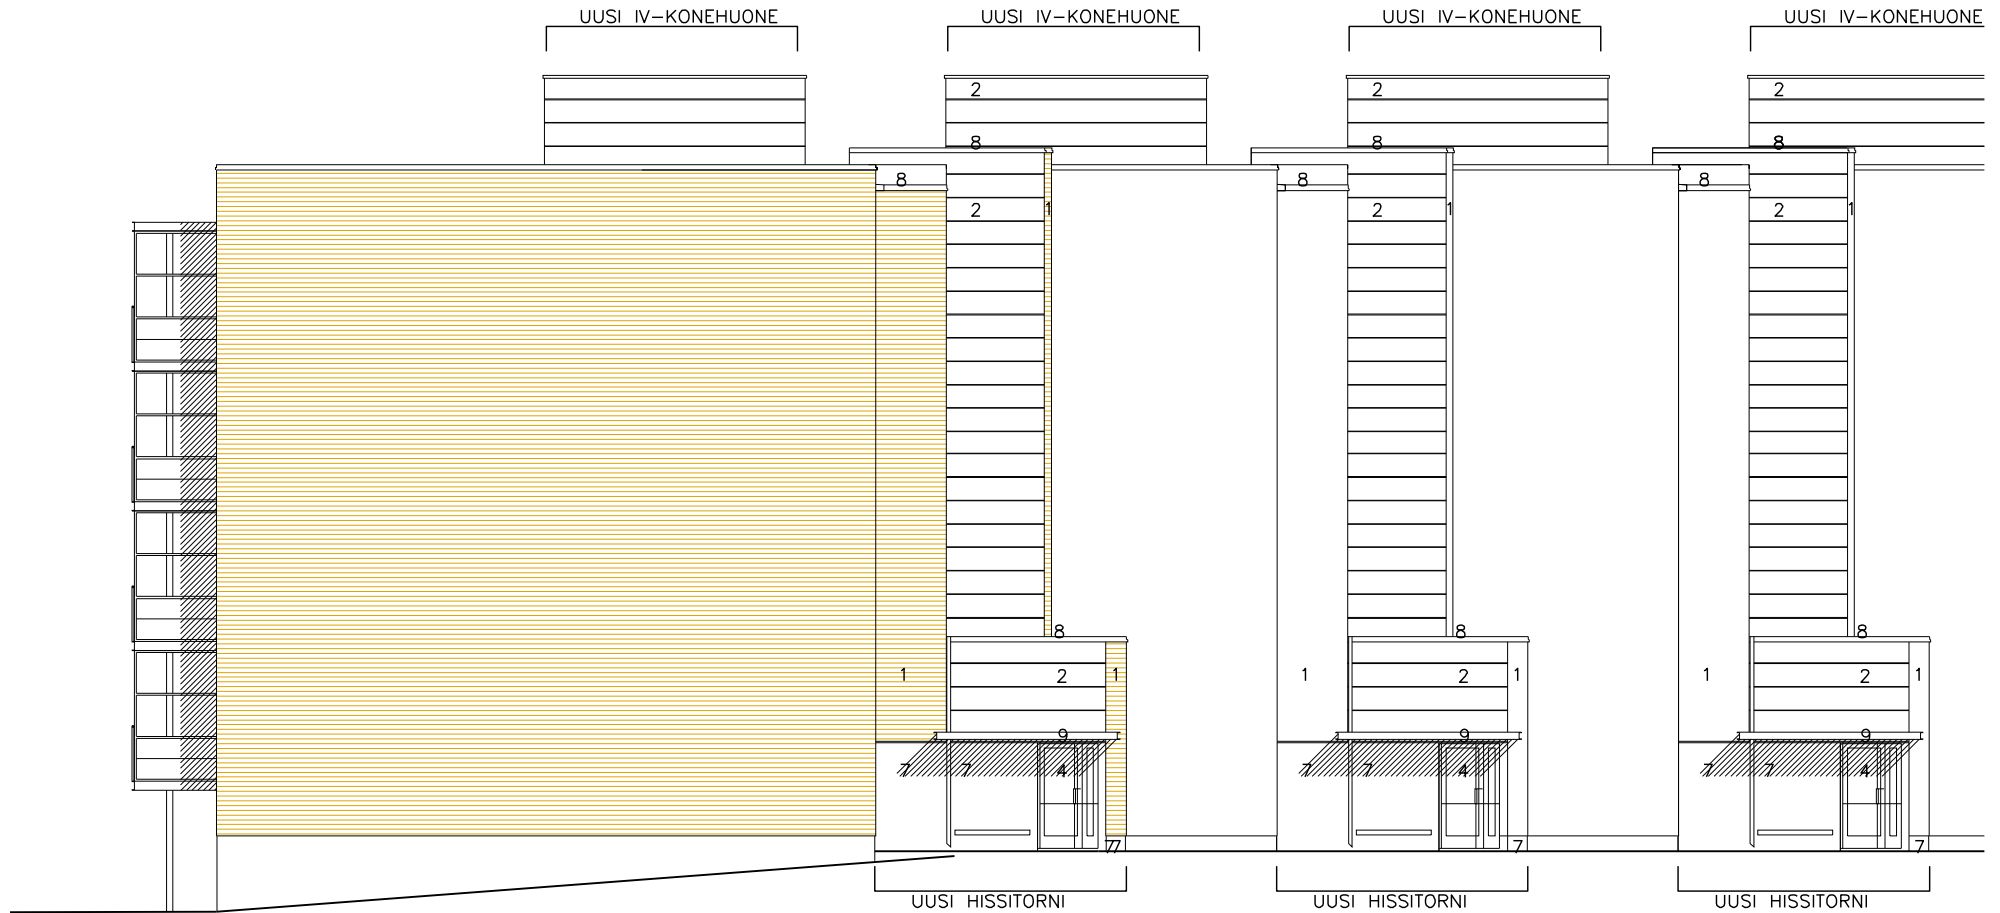 UUSI IV-KONEHUONE UUSI IV-KONEHUONE UUSI IV-KONEHUONE UUSI IV-KONEHUONE
2 2 2
8 8 8
8 8 8
2 1 2 1 2 1
8 8 8
1 2 1 1 2 1 1 2 1
9 9 9
7 7 4 7 7 4 7 7 4
77 7 7
UUSI HISSITORNI UUSI HISSITORNI UUSI HISSITORNI